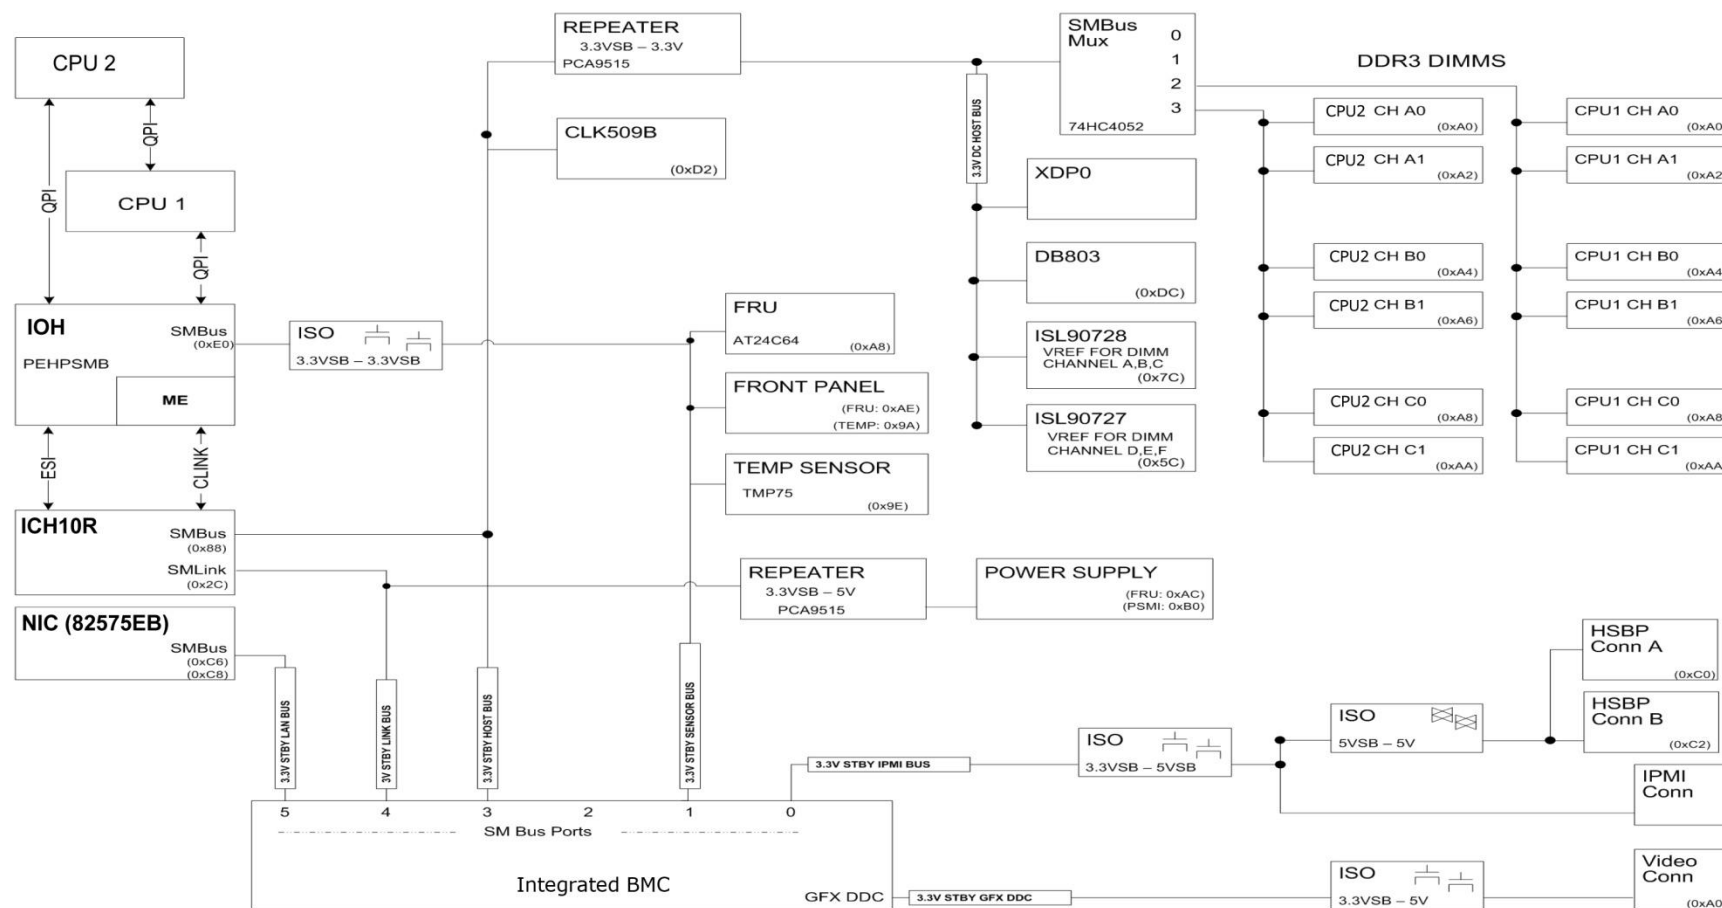 CPU 2
QPI
QPI
CPU 1
QPI
IOH
SMBus
(0xE0)
PEHPSMB
ME
ESI
CLINK
ICH10R
SMBus
(0x88)
SMLink
(0x2C)
NIC (82575EB)
SMBus
(0xC6)
(0xC8)
ISO
3.3VSB – 3.3VSB
REPEATER
3.3VSB – 3.3V
PCA9515
CLK509B
(0xD2)
FRU
AT24C64
(0xA8)
FRONT PANEL
(FRU: 0xAE)
(TEMP: 0x9A)
TEMP SENSOR
TMP75
(0x9E)
REPEATER
3.3VSB – 5V
PCA9515
POWER SUPPLY
(FRU: 0xAC)
(PSMI: 0xB0)
SMBus
Mux
0
1
2
3
74HC4052
3.3V DC HOST BUS
XDP0
DB803
(0xDC)
ISL90728
VREF FOR DIMM
CHANNEL A,B,C
(0x7C)
ISL90727
VREF FOR DIMM
CHANNEL D,E,F
(0x5C)
DDR3 DIMMS
CPU2 CH A0
(0xA0)
CPU2 CH A1
(0xA2)
CPU2 CH B0
(0xA4)
CPU2 CH B1
(0xA6)
CPU2 CH C0
(0xA8)
CPU2 CH C1
(0xAA)
CPU1 CH A0
(0xA0
CPU1 CH A1
(0xA2
CPU1 CH B0
(0xA4
CPU1 CH B1
(0xA6
CPU1 CH C0
(0xA8
CPU1 CH C1
(0xAA
3.3V STBY LAN BUS
3V STBY LINK BUS
3.3V STBY HOST BUS
3.3V STBY SENSOR BUS
3.3V STBY IPMI BUS
ISO
3.3VSB – 5VSB
ISO
5VSB – 5V
HSBP
Conn A
(0xC0)
HSBP
Conn B
(0xC2)
IPMI
Conn
5 4 3 2 1 0
SM Bus Ports
Integrated BMC
GFX DDC
3.3V STBY GFX DDC
ISO
3.3VSB – 5V
Video
Conn
(0xA0